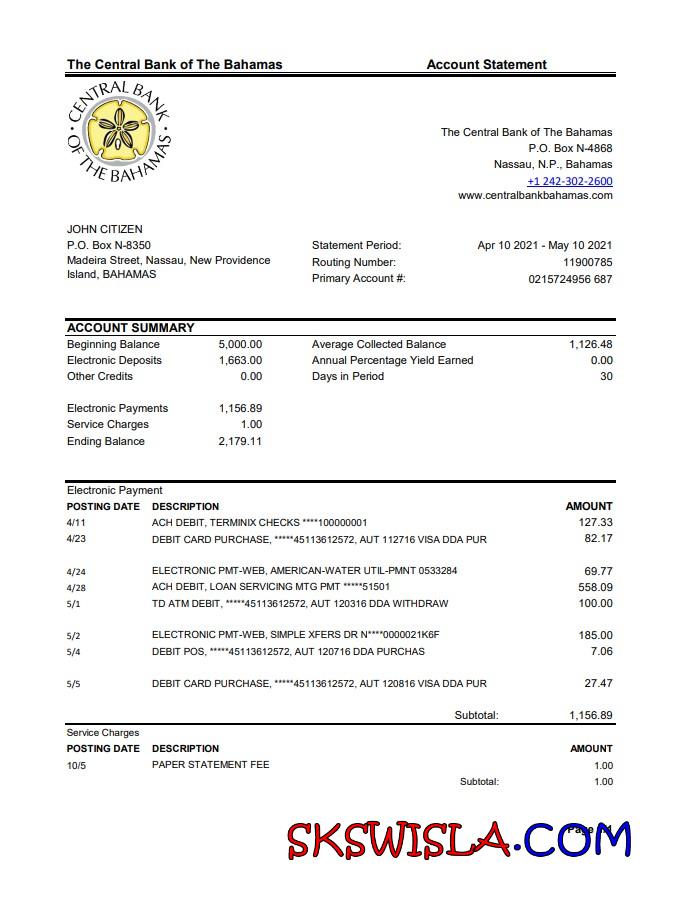 The Central Bank of The Bahamas Account Statement
CENTRAL BANK
OF THE BAHAMAS
The Central Bank of The Bahamas
P.O. Box N-4868
Nassau, N.P., Bahamas
+1 242-302-2600
www.centralbankbahamas.com
JOHN CITIZEN
P.O. Box N-8350
Madeira Street, Nassau, New Providence
Island, BAHAMAS
Statement Period: Apr 10 2021 - May 10 2021
Routing Number: 11900785
Primary Account #: 0215724956 687
ACCOUNT SUMMARY
Beginning Balance 5,000.00 Average Collected Balance 1,126.48
Electronic Deposits 1,663.00 Annual Percentage Yield Earned 0.00
Other Credits 0.00 Days in Period 30
Electronic Payments 1,156.89
Service Charges 1.00
Ending Balance 2,179.11
Electronic Payment
POSTING DATE DESCRIPTION AMOUNT
4/11 ACH DEBIT, TERMINIX CHECKS ****100000001 127.33
4/23 DEBIT CARD PURCHASE, *****45113612572, AUT 112716 VISA DDA PUR 82.17
4/24 ELECTRONIC PMT-WEB, AMERICAN-WATER UTIL-PMNT 0533284 69.77
4/28 ACH DEBIT, LOAN SERVICING MTG PMT *****51501 558.09
5/1 TD ATM DEBIT, *****45113612572, AUT 120316 DDA WITHDRAW 100.00
5/2 ELECTRONIC PMT-WEB, SIMPLE XFERS DR N****0000021K6F 185.00
5/4 DEBIT POS, *****45113612572, AUT 120716 DDA PURCHAS 7.06
5/5 DEBIT CARD PURCHASE, *****45113612572, AUT 120816 VISA DDA PUR 27.47
Subtotal: 1,156.89
Service Charges
POSTING DATE DESCRIPTION AMOUNT
10/5 PAPER STATEMENT FEE 1.00
Subtotal: 1.00
Page
SKSWISLA.COM